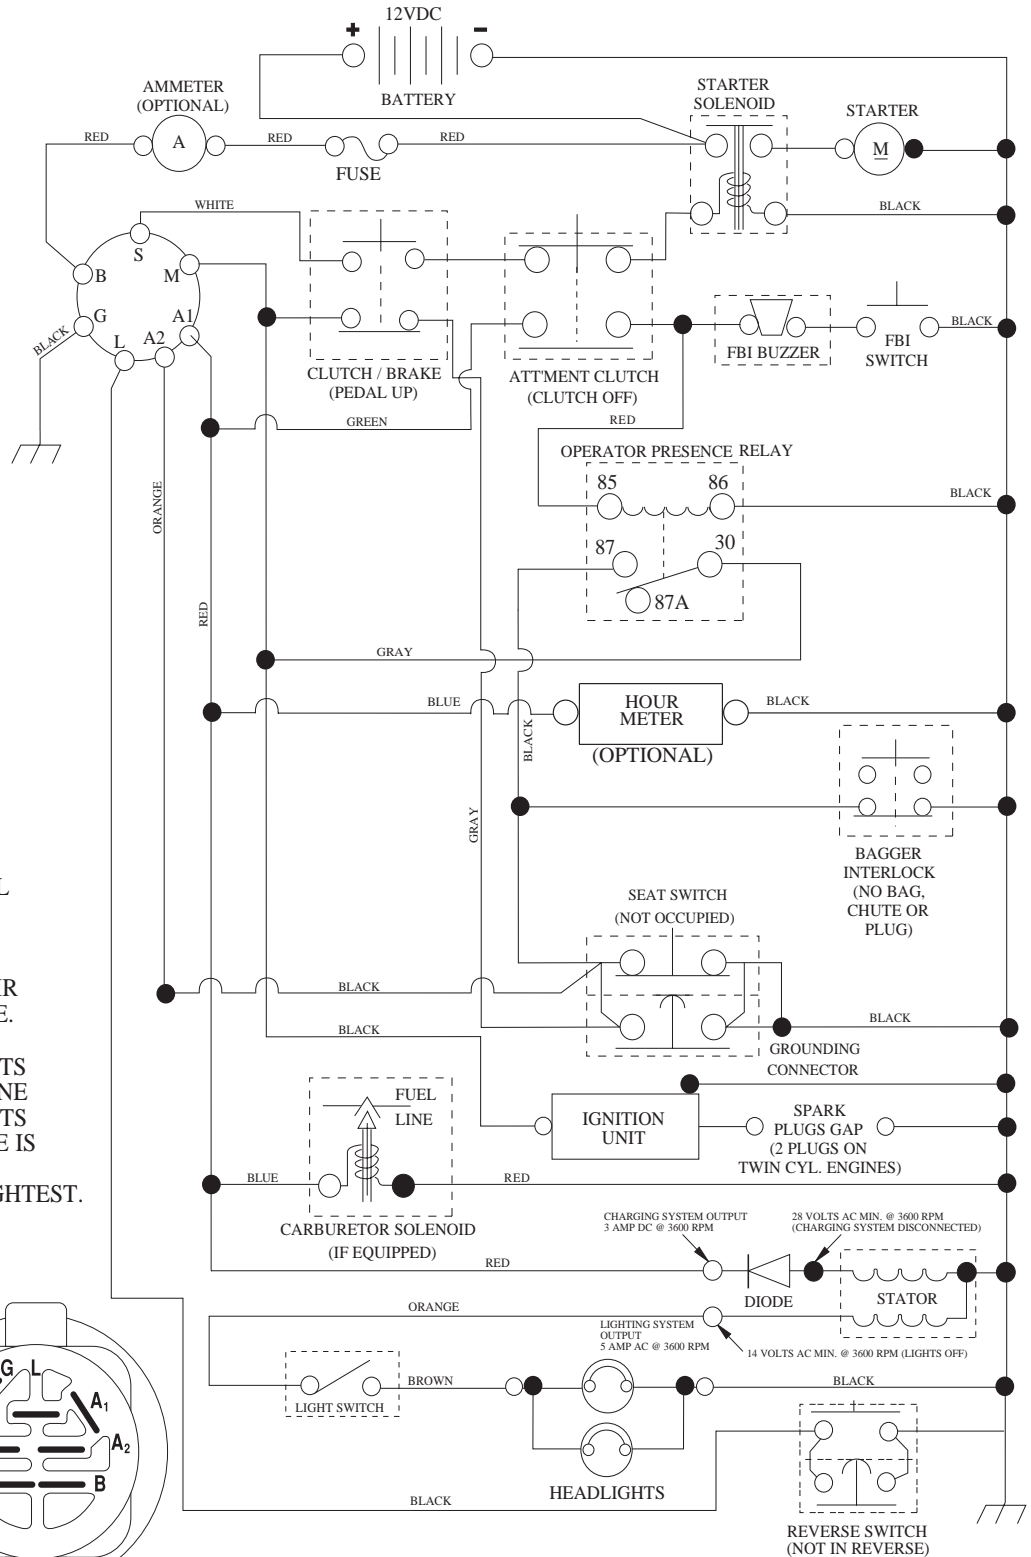 12VDC
+
-
BATTERY
AMMETER
(OPTIONAL)
STARTER
SOLENOID
STARTER
RED
A
RED
FUSE
RED
M
WHITE
BLACK
S
B
M
G
A1
L
A2
BLACK
CLUTCH / BRAKE
(PEDAL UP)
ATT'MENT CLUTCH
(CLUTCH OFF)
FBI BUZZER
FBI
SWITCH
BLACK
GREEN
RED
OPERATOR PRESENCE RELAY
85
86
BLACK
87
30
87A
ORANGE
RED
GRAY
BLUE
HOUR
METER
BLACK
(OPTIONAL)
BLACK
GRAY
BAGGER
INTERLOCK
(NO BAG,
CHUTE OR
PLUG)
SEAT SWITCH
(NOT OCCUPIED)
L
IR
E.
TS
NE
TS
E IS
GHTEST.
BLACK
BLACK
BLACK
GROUNDING
CONNECTOR
FUEL
LINE
IGNITION
UNIT
SPARK
PLUGS GAP
(2 PLUGS ON
TWIN CYL. ENGINES)
BLUE
RED
CARBURETOR SOLENOID
(IF EQUIPPED)
CHARGING SYSTEM OUTPUT
3 AMP DC @ 3600 RPM
28 VOLTS AC MIN. @ 3600 RPM
(CHARGING SYSTEM DISCONNECTED)
RED
DIODE
STATOR
ORANGE
LIGHTING SYSTEM
OUTPUT
5 AMP AC @ 3600 RPM
14 VOLTS AC MIN. @ 3600 RPM (LIGHTS OFF)
BROWN
LIGHT SWITCH
BLACK
HEADLIGHTS
BLACK
REVERSE SWITCH
(NOT IN REVERSE)
G
L
A1
A2
B